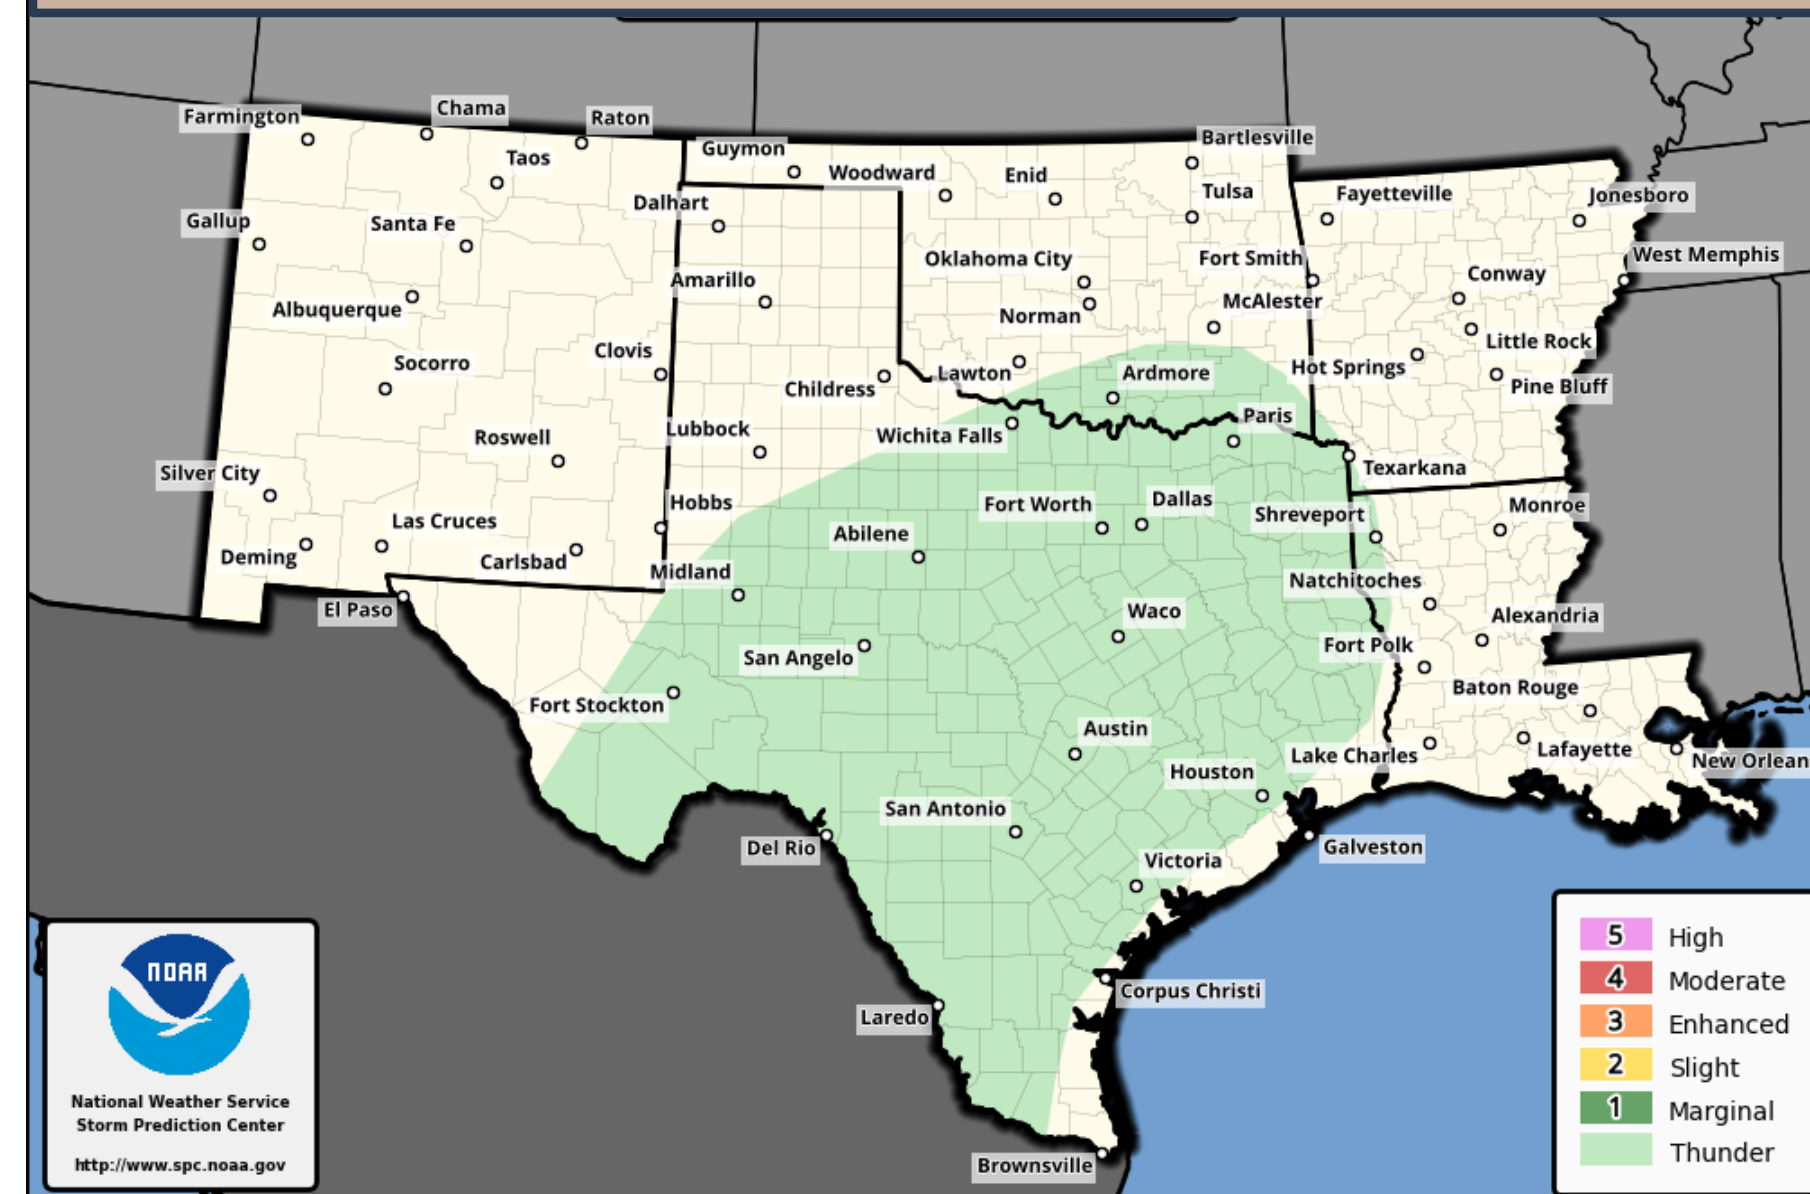 Farmington
Chama
Raton
Taos
Guymon
Woodward
Enid
Bartlesville
Tulsa
Fayetteville
Jonesboro
Dalhart
Gallup
Santa Fe
Oklahoma City
Fort Smith
West Memphis
Conway
Amarillo
Albuquerque
McAlester
Norman
Little Rock
Socorro
Clovis
Hot Springs
Lawton
Ardmore
Childress
Pine Bluff
Paris
Lubbock
Wichita Falls
Roswell
Texarkana
Silver City
Hobbs
Fort Worth
Dallas
Shreveport
Monroe
Las Cruces
Abilene
Deming
Carlsbad
Midland
Natchitoches
El Paso
Waco
Alexandria
San Angelo
Fort Polk
Fort Stockton
Baton Rouge
Austin
Lake Charles
Lafayette
New Orlean
Houston
San Antonio
Del Rio
Galveston
Victoria
Corpus Christi
Laredo
Brownsville
NOAA
National Weather Service
Storm Prediction Center
http://www.spc.noaa.gov
5 High
4 Moderate
3 Enhanced
2 Slight
1 Marginal
Thunder